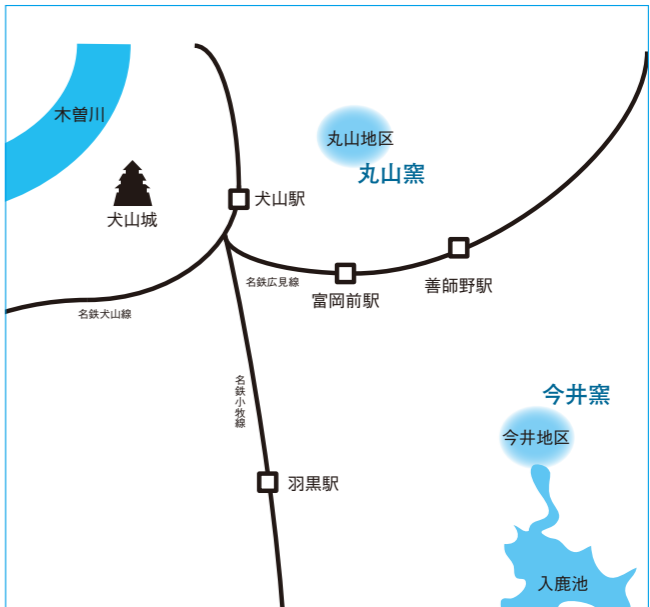 木曽川
丸山地区
丸山窯
犬山駅
犬山城
名鉄広見線
善師野駅
富岡前駅
名鉄犬山線
名鉄小牧線
今井窯
今井地区
羽黒駅
入鹿池